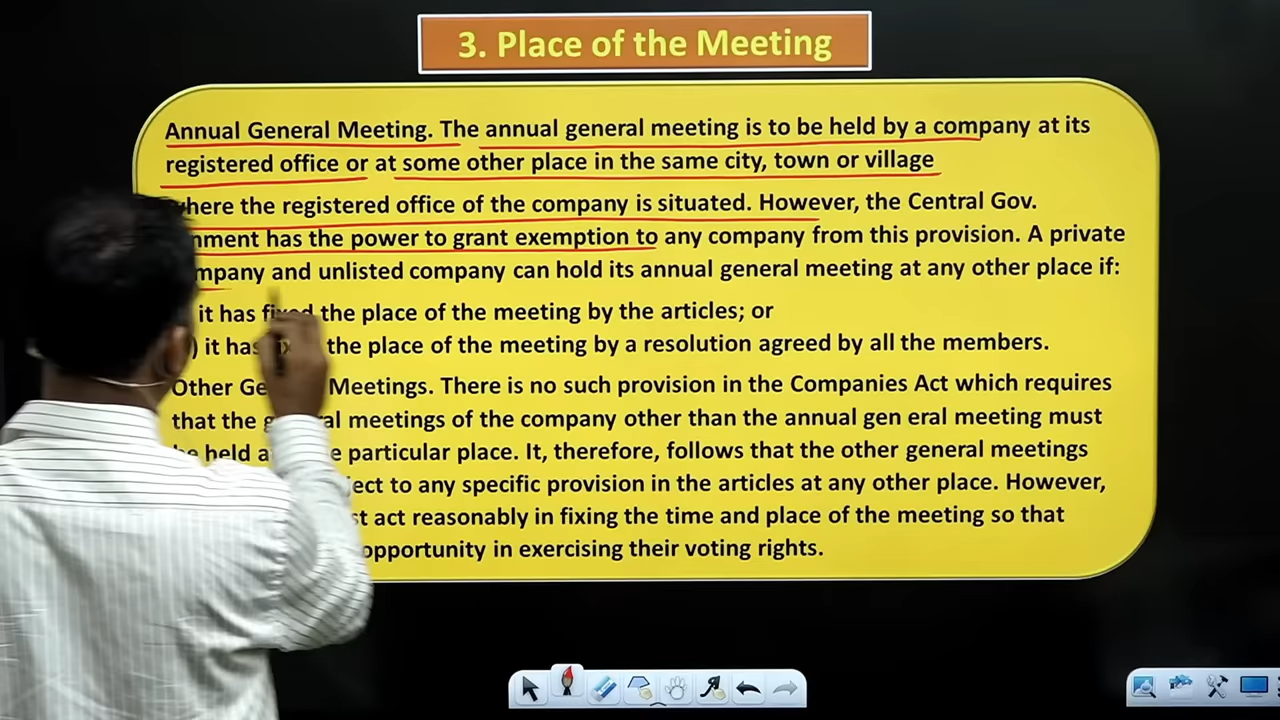 3. Place of the Meeting
Annual General Meeting. The annual general meeting is to be held by a company at its
registered office or at some other place in the same city, town or village
where the registered office of the company is situated. However, the Central Gov.
nment has the power to grant exemption to any company from this provision. A private
mpany and unlisted company can hold its annual general meeting at any other place if:
it has fixed the place of the meeting by the articles; or
) it has the place of the meeting by a resolution agreed by all the members.
Other Ge Meetings. There is no such provision in the Companies Act which requires
that the g al meetings of the company other than the annual gen eral meeting must
held a particular place. It, therefore, follows that the other general meetings
ject to any specific provision in the articles at any other place. However,
st act reasonably in fixing the time and place of the meeting so that
opportunity in exercising their voting rights.